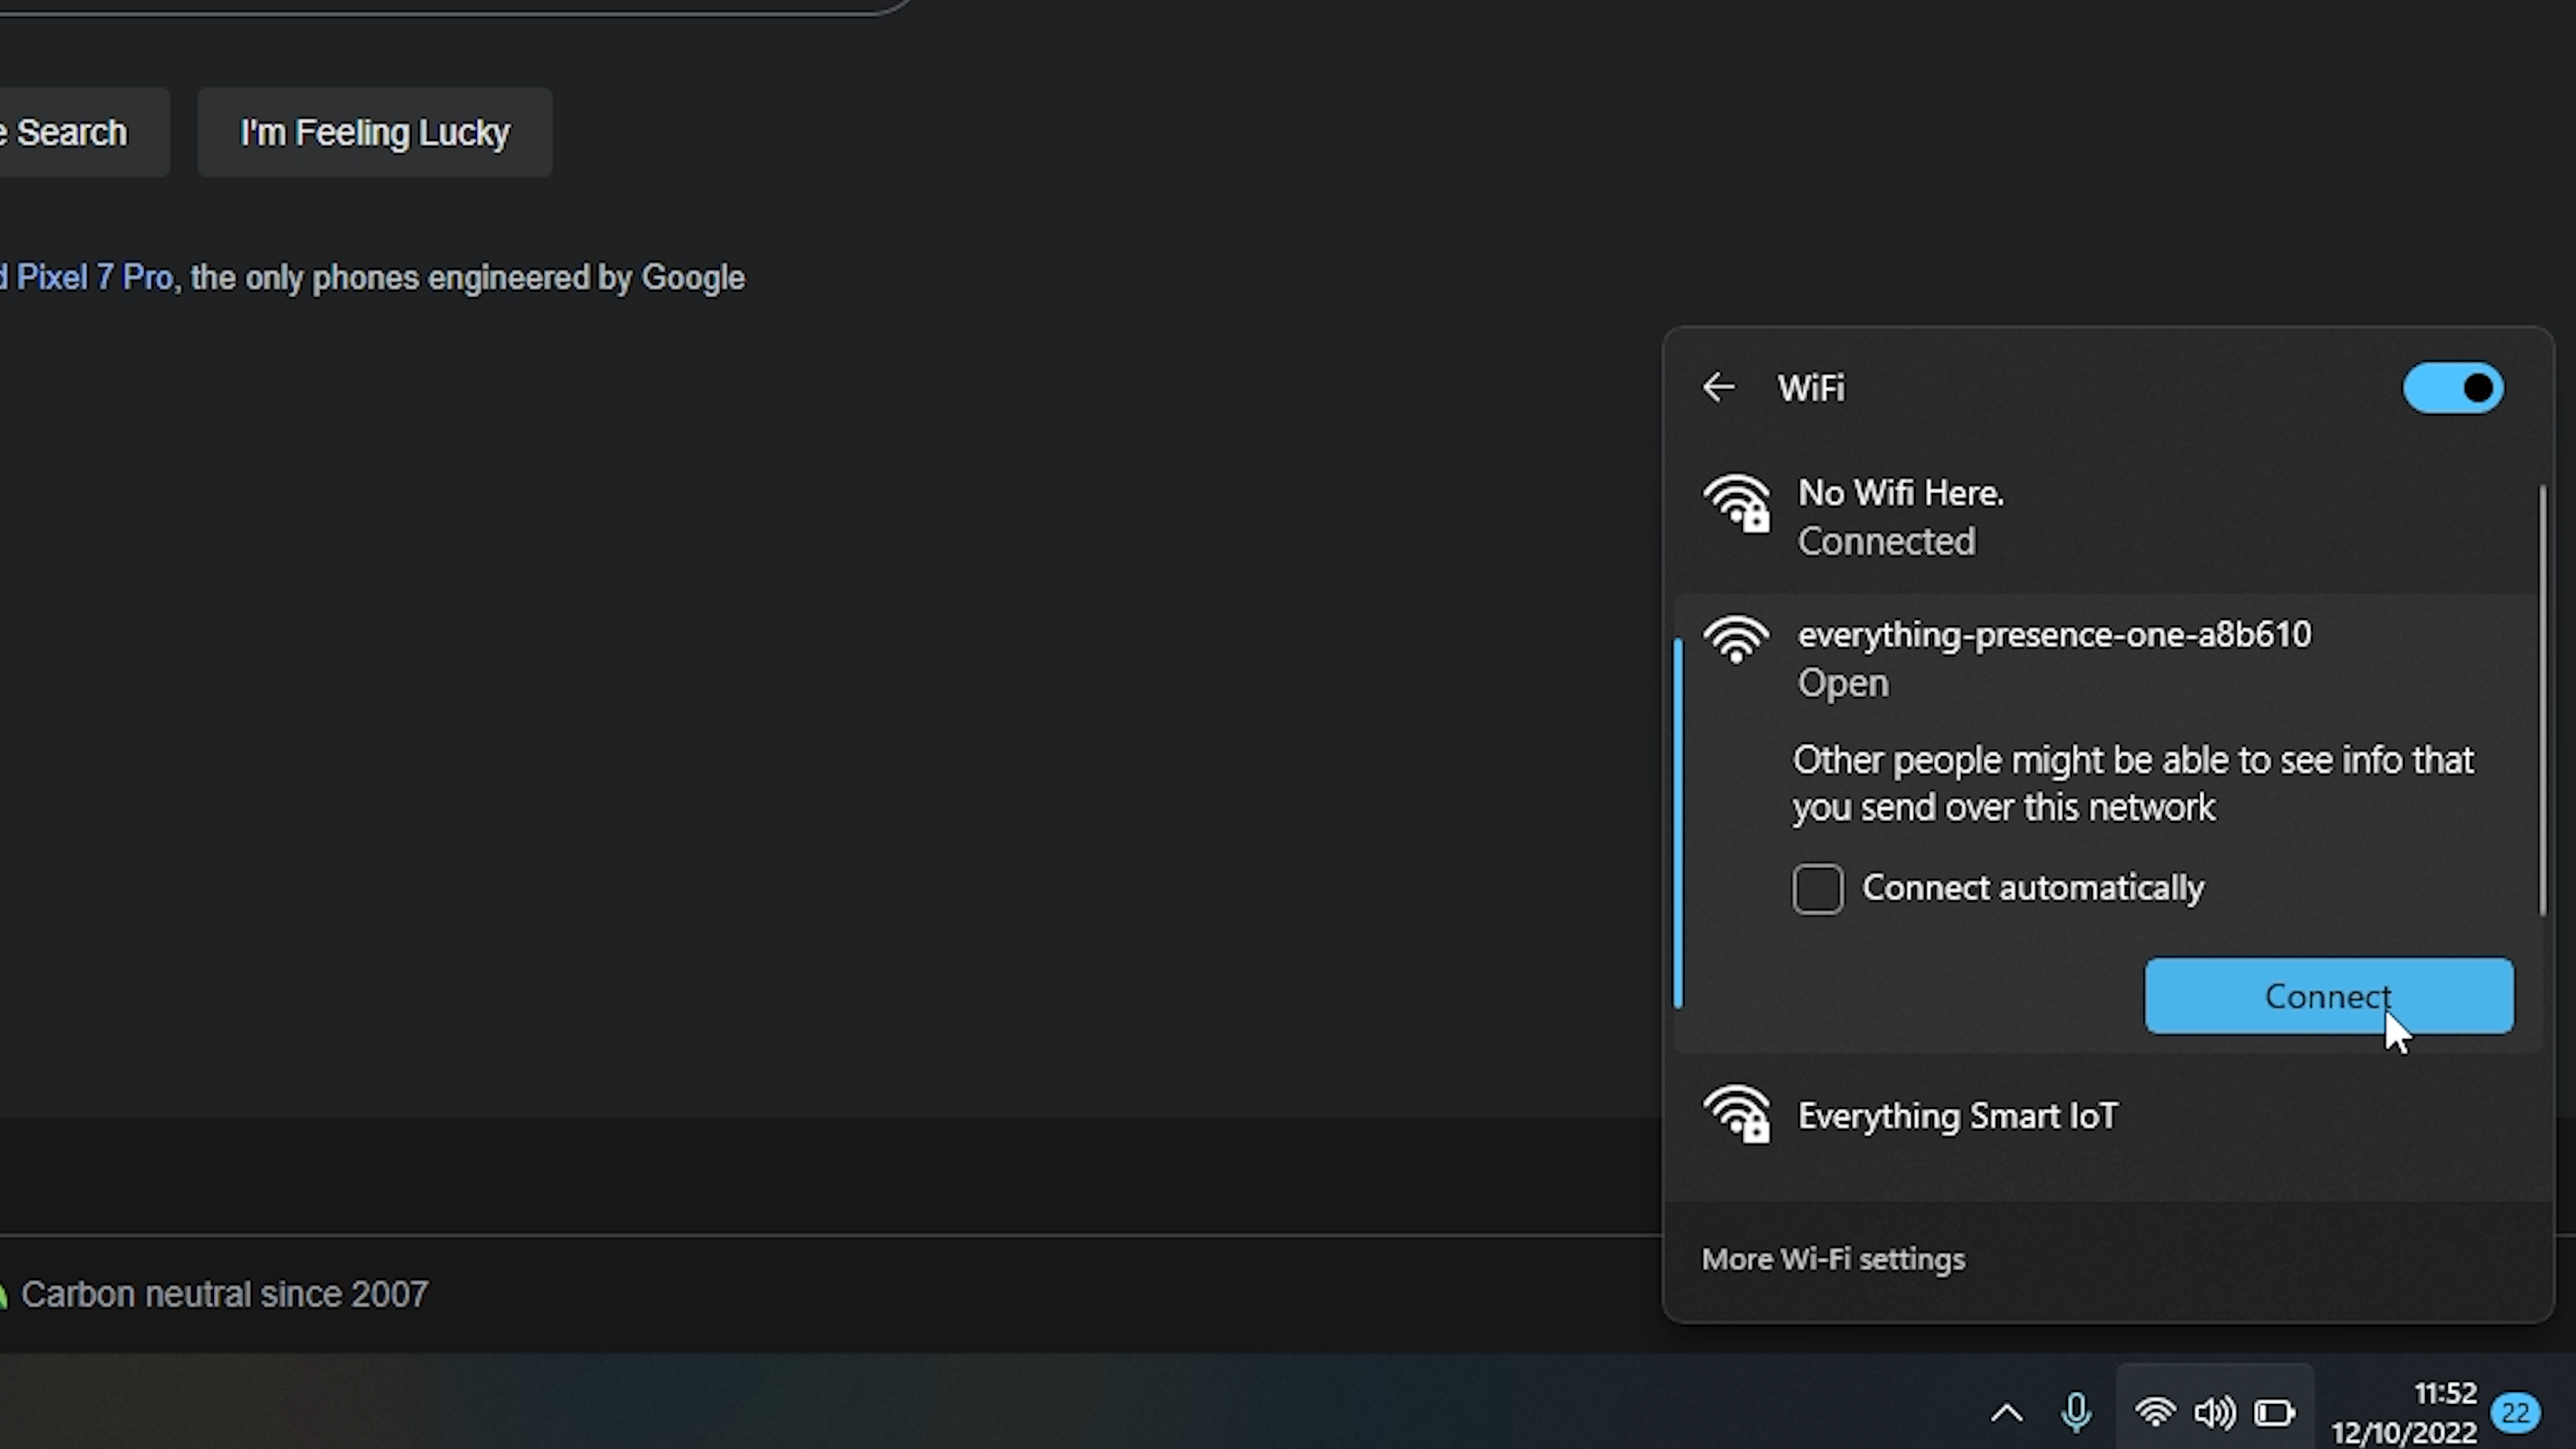 e Search
I'm Feeling Lucky
d Pixel 7 Pro, the only phones engineered by Google
WiFi
No Wifi Here.
Connected
everything-presence-one-a8b610
Open
Other people might be able to see info that
you send over this network
Connect automatically
Connect
Everything Smart IoT
More Wi-Fi settings
Carbon neutral since 2007
11:52
12/10/2022
22